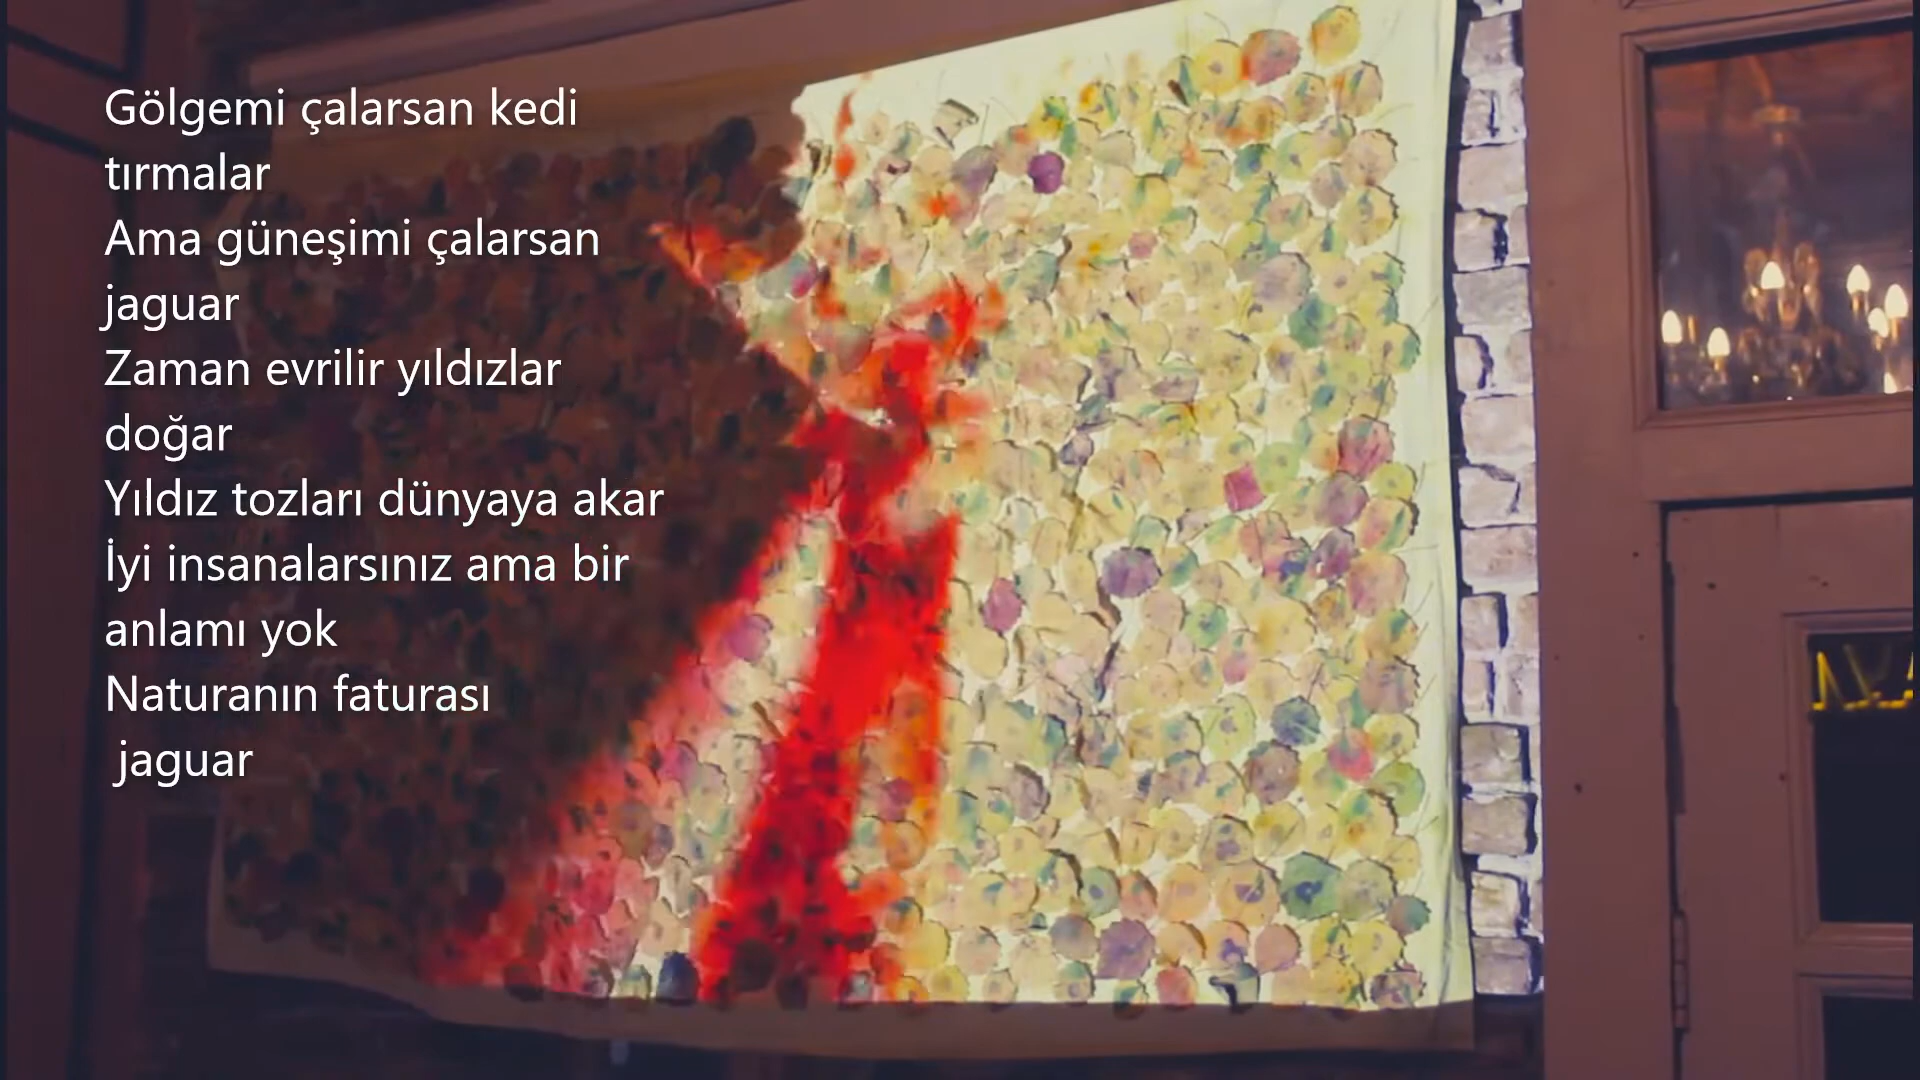 Gölgemi çalarsan kedi
tırmalar
Ama güneşimi çalarsan
jaguar
Zaman evrilir yıldızlar
doğar
Yıldız tozları dünyaya akar
İyi insanalarsınız ama bir
anlamı yok
Naturanın faturası
jaguar